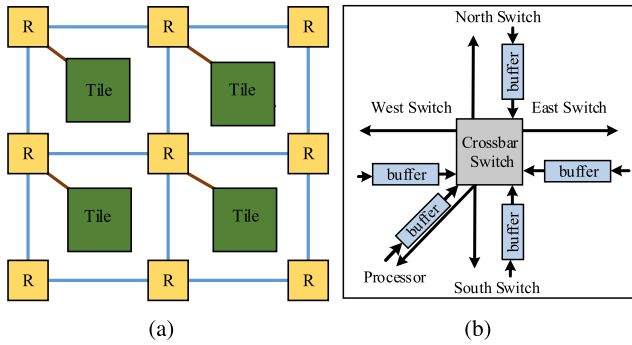 R R R
Tile Tile
R R R
Tile Tile
R R R
(a)
North Switch
buffer
West Switch East Switch
Crossbar
Switch
buffer buffer
buffer
buffer
Processor
South Switch
(b)